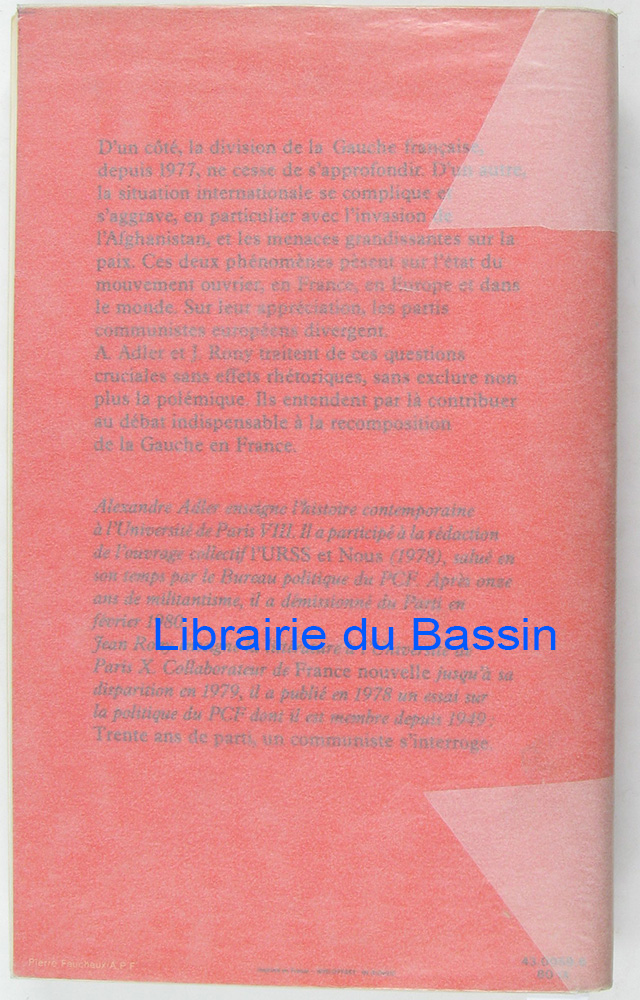 D'un côté, la division de la Gauche française,
depuis 1977, ne cesse de s'approfondir. D'un autre,
la situation internationale se complique et
s'aggrave, en particulier avec l'invasion de
l'Afghanistan, et les menaces grandissantes sur la
paix. Ces deux phénomènes pèsent sur l'état du
mouvement ouvrier, en France, en Europe et dans
le monde. Sur leur appréciation, les partis
communistes européens divergent.
A. Adler et J. Rony traitent de ces questions
cruciales sans effets rhétoriques, sans exclure non
plus la polémique. Ils entendent par là contribuer
au débat indispensable à la recomposition
de la Gauche en France.
Alexandre Adler enseigne l'histoire contemporaine
à l'Université de Paris VIII. Il a participé à la rédaction
de l'ouvrage collectif l'URSS et Nous (1978), salué en
son temps par le Bureau politique du PCF. Après onze
ans de militantisme, il a démissionné du Parti en
février 1980.
Librairie du Bassin
Jean
Paris X. Collaborateur de France nouvelle jusqu'à sa
disparition en 1979, il a publié en 1978 un essai sur
la politique du PCF dont il est membre depuis 1949:
Trente ans de parti, un communiste s'interroge.
Pierre Faucheux A.P.F.